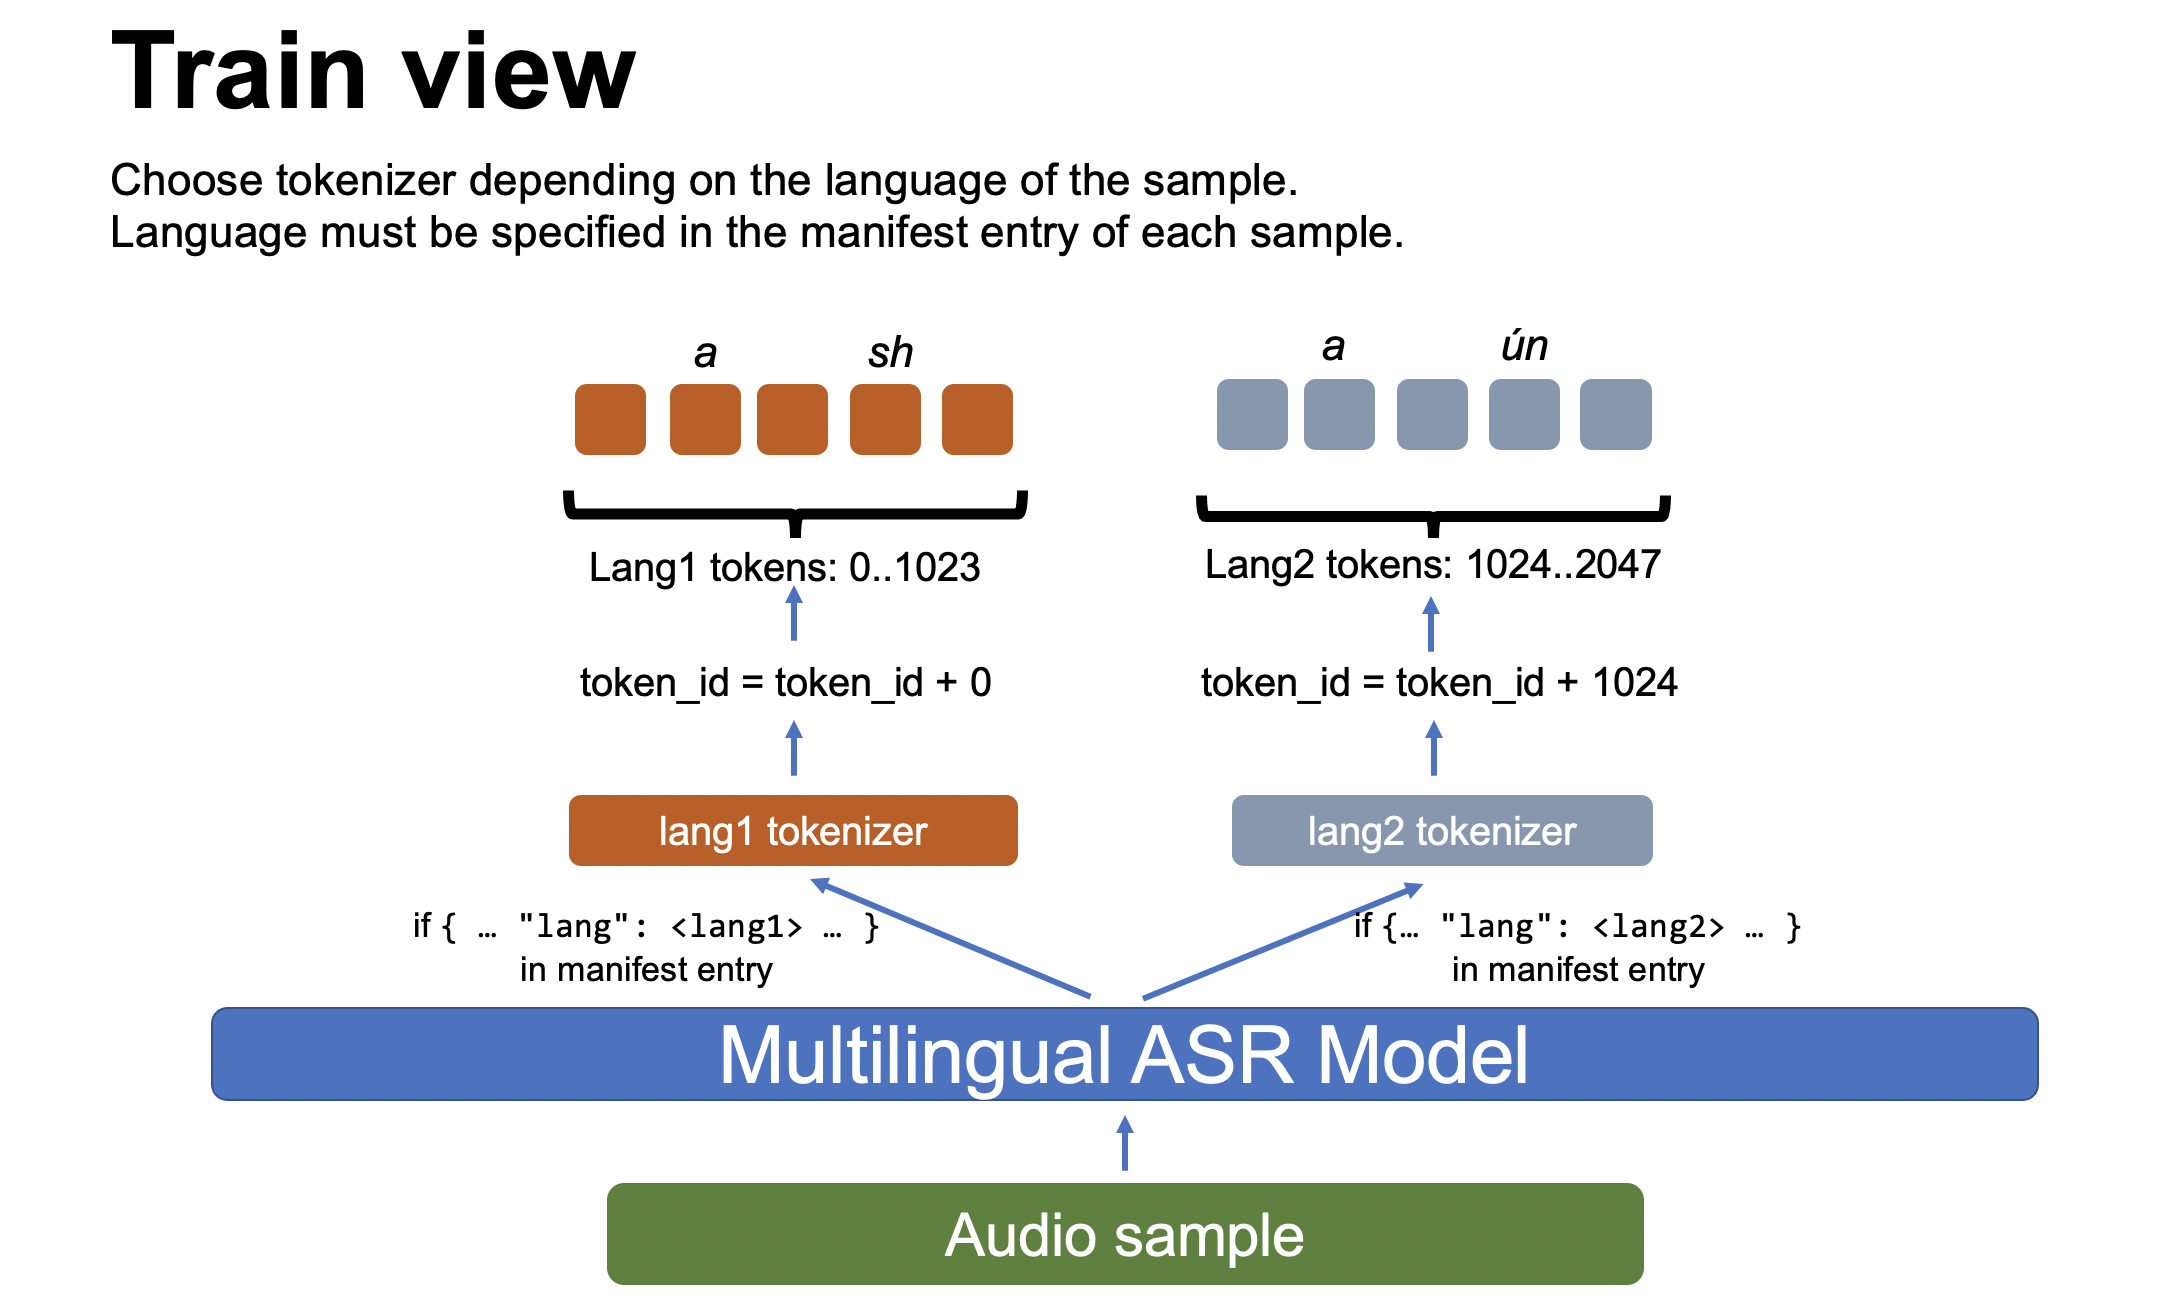 Train view
Choose tokenizer depending on the language of the sample.
Language must be specified in the manifest entry of each sample.
a sh
a ún
Lang1 tokens: 0..1023
Lang2 tokens: 1024..2047
token_id = token_id + 0
token_id = token_id + 1024
lang1 tokenizer
lang2 tokenizer
if { … "lang": <lang1> … }
in manifest entry
if {… "lang": <lang2> … }
in manifest entry
Multilingual ASR Model
Audio sample